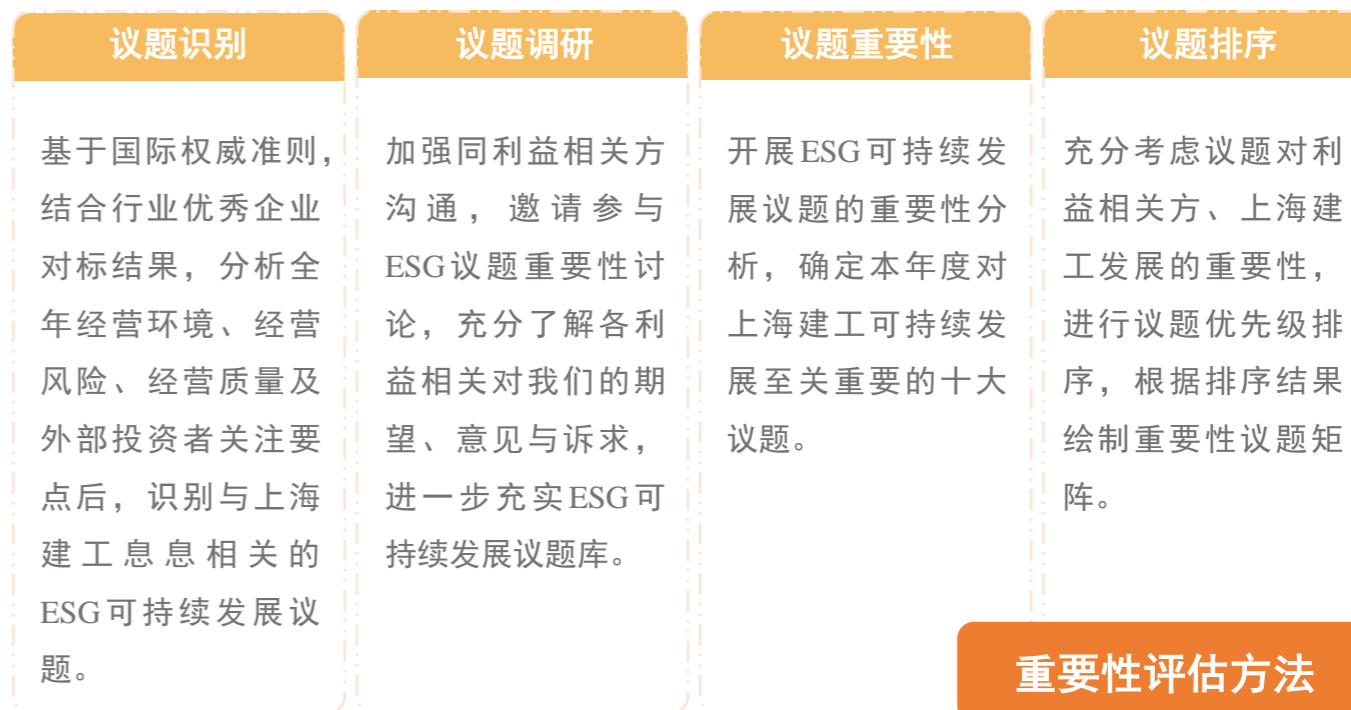 议题识别
基于国际权威准则，
结合行业优秀企业
对标结果，分析全
年经营环境、经营
风险、经营质量及
外部投资者关注要
点后，识别与上海
建工息息相关的
ESG可持续发展议
题。
议题调研
加强同利益相关方
沟通，邀请参与
ESG议题重要性讨
论，充分了解各利
益相关对我们的期
望、意见与诉求，
进一步充实ESG可
持续发展议题库。
议题重要性
开展ESG可持续发
展议题的重要性分
析，确定本年度对
上海建工可持续发
展至关重要的十大
议题。
议题排序
充分考虑议题对利
益相关方、上海建
工发展的重要性，
进行议题优先级排
序，根据排序结果
绘制重要性议题矩
阵。
重要性评估方法